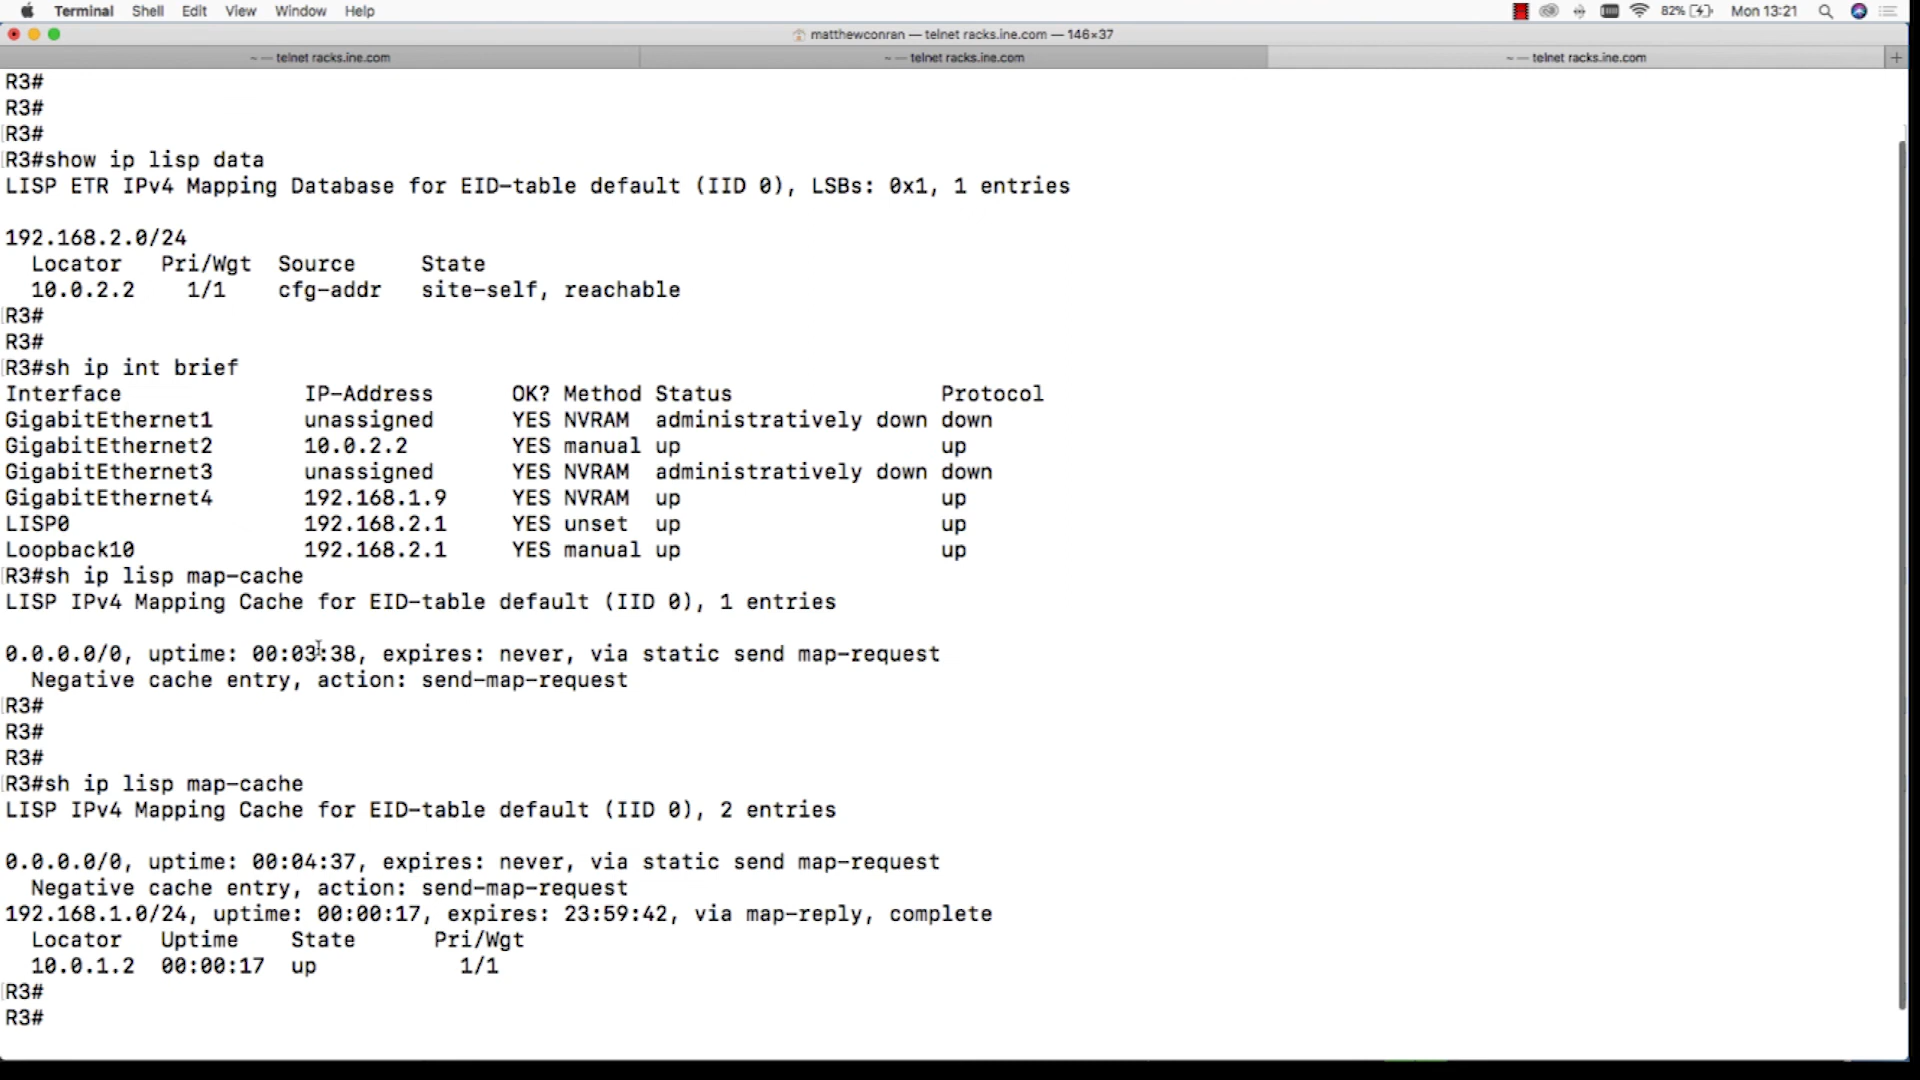 Terminal Shell Edit View Window Help 82% Mon 13:21
matthewconran — telnet racks.ine.com — 146×37
~ — telnet racks.ine.com ~ — telnet racks.ine.com ~ — telnet racks.ine.com +
R3#
R3#
R3#
R3#show ip lisp data
LISP ETR IPv4 Mapping Database for EID-table default (IID 0), LSBs: 0x1, 1 entries
192.168.2.0/24
Locator Pri/Wgt Source State
10.0.2.2 1/1 cfg-addr site-self, reachable
R3#
R3#
R3#sh ip int brief
Interface IP-Address OK? Method Status Protocol
GigabitEthernet1 unassigned YES NVRAM administratively down down
GigabitEthernet2 10.0.2.2 YES manual up up
GigabitEthernet3 unassigned YES NVRAM administratively down down
GigabitEthernet4 192.168.1.9 YES NVRAM up up
LISP0 192.168.2.1 YES unset up up
Loopback10 192.168.2.1 YES manual up up
R3#sh ip lisp map-cache
LISP IPv4 Mapping Cache for EID-table default (IID 0), 1 entries
0.0.0.0/0, uptime: 00:03:38, expires: never, via static send map-request
Negative cache entry, action: send-map-request
R3#
R3#
R3#
R3#sh ip lisp map-cache
LISP IPv4 Mapping Cache for EID-table default (IID 0), 2 entries
0.0.0.0/0, uptime: 00:04:37, expires: never, via static send map-request
Negative cache entry, action: send-map-request
192.168.1.0/24, uptime: 00:00:17, expires: 23:59:42, via map-reply, complete
Locator Uptime State Pri/Wgt
10.0.1.2 00:00:17 up 1/1
R3#
R3#